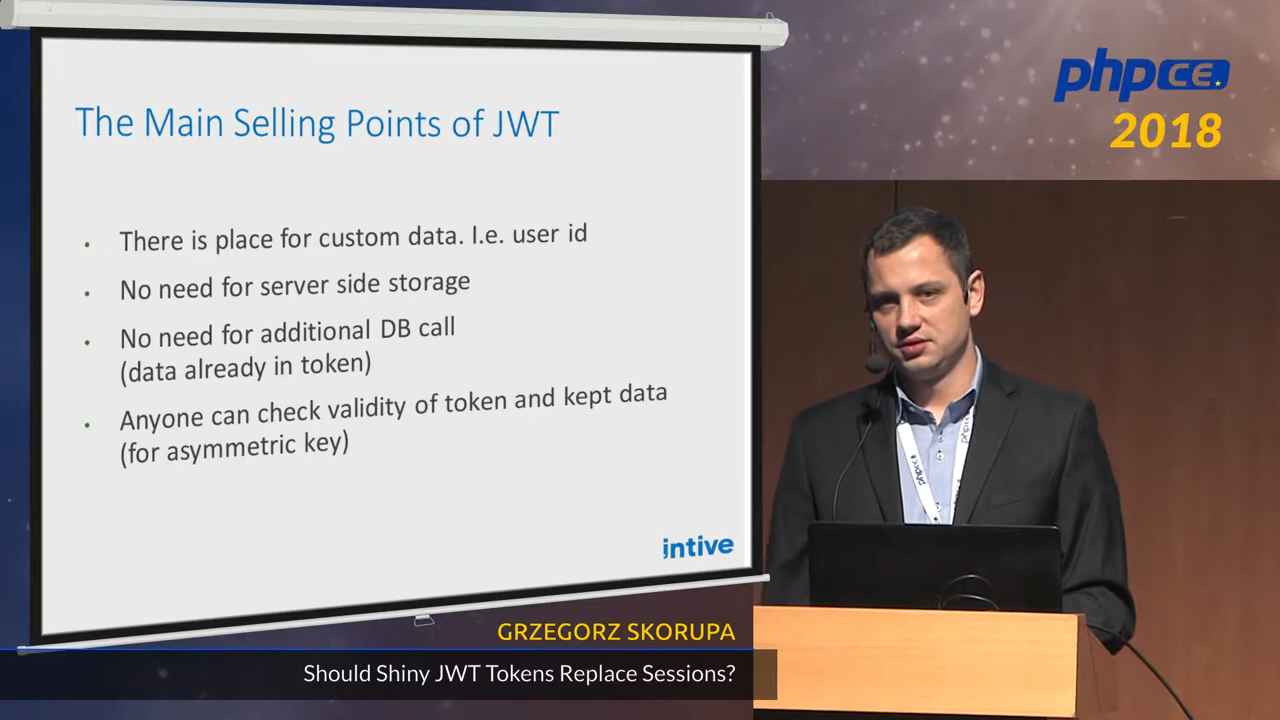 phpCE
2018
The Main Selling Points of JWT
• There is place for custom data. I.e. user id
• No need for server side storage
• No need for additional DB call
(data already in token)
• Anyone can check validity of token and kept data
(for asymmetric key)
intive
GRZEGORZ SKORUPA
Should Shiny JWT Tokens Replace Sessions?